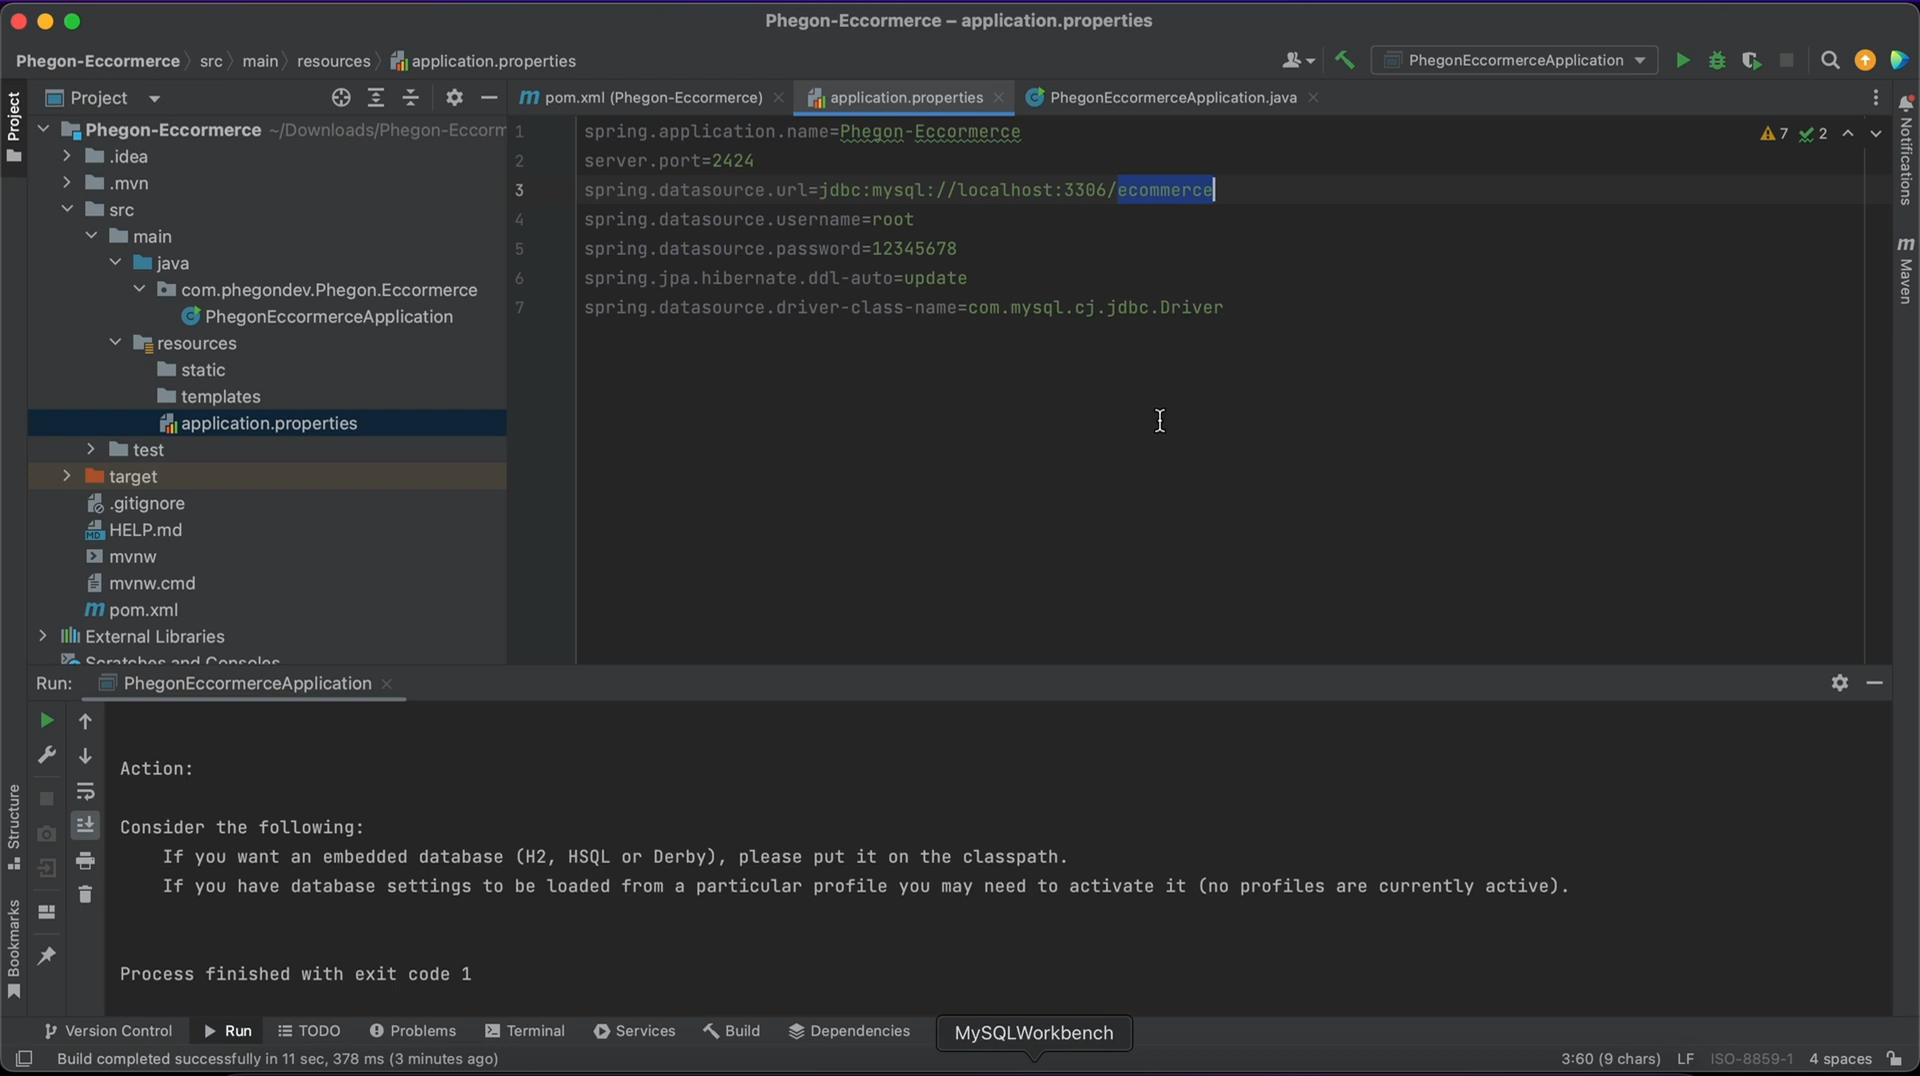 Phegon-Eccormerce – application.properties
Phegon-Eccormerce 〉 src 〉 main 〉 resources 〉 application.properties
PhegonEccormerceApplication
Project
Project
pom.xml (Phegon-Eccormerce)
application.properties
PhegonEccormerceApplication.java
Phegon-Eccormerce ~/Downloads/Phegon-Eccorm
.idea
.mvn
src
main
java
com.phegondev.Phegon.Eccormerce
PhegonEccormerceApplication
resources
static
templates
application.properties
test
target
.gitignore
HELP.md
mvnw
mvnw.cmd
pom.xml
External Libraries
Scratches and Consoles
1 spring.application.name=Phegon-Eccormerce
2 server.port=2424
3 spring.datasource.url=jdbc:mysql://localhost:3306/ecommerce
4 spring.datasource.username=root
5 spring.datasource.password=12345678
6 spring.jpa.hibernate.ddl-auto=update
7 spring.datasource.driver-class-name=com.mysql.cj.jdbc.Driver
7 2
Notifications
Maven
Run: PhegonEccormerceApplication
Action:
Consider the following:
If you want an embedded database (H2, HSQL or Derby), please put it on the classpath.
If you have database settings to be loaded from a particular profile you may need to activate it (no profiles are currently active).
Process finished with exit code 1
Structure
Bookmarks
Version Control
Run
TODO
Problems
Terminal
Services
Build
Dependencies
MySQLWorkbench
Build completed successfully in 11 sec, 378 ms (3 minutes ago)
3:60 (9 chars) LF ISO-8859-1 4 spaces